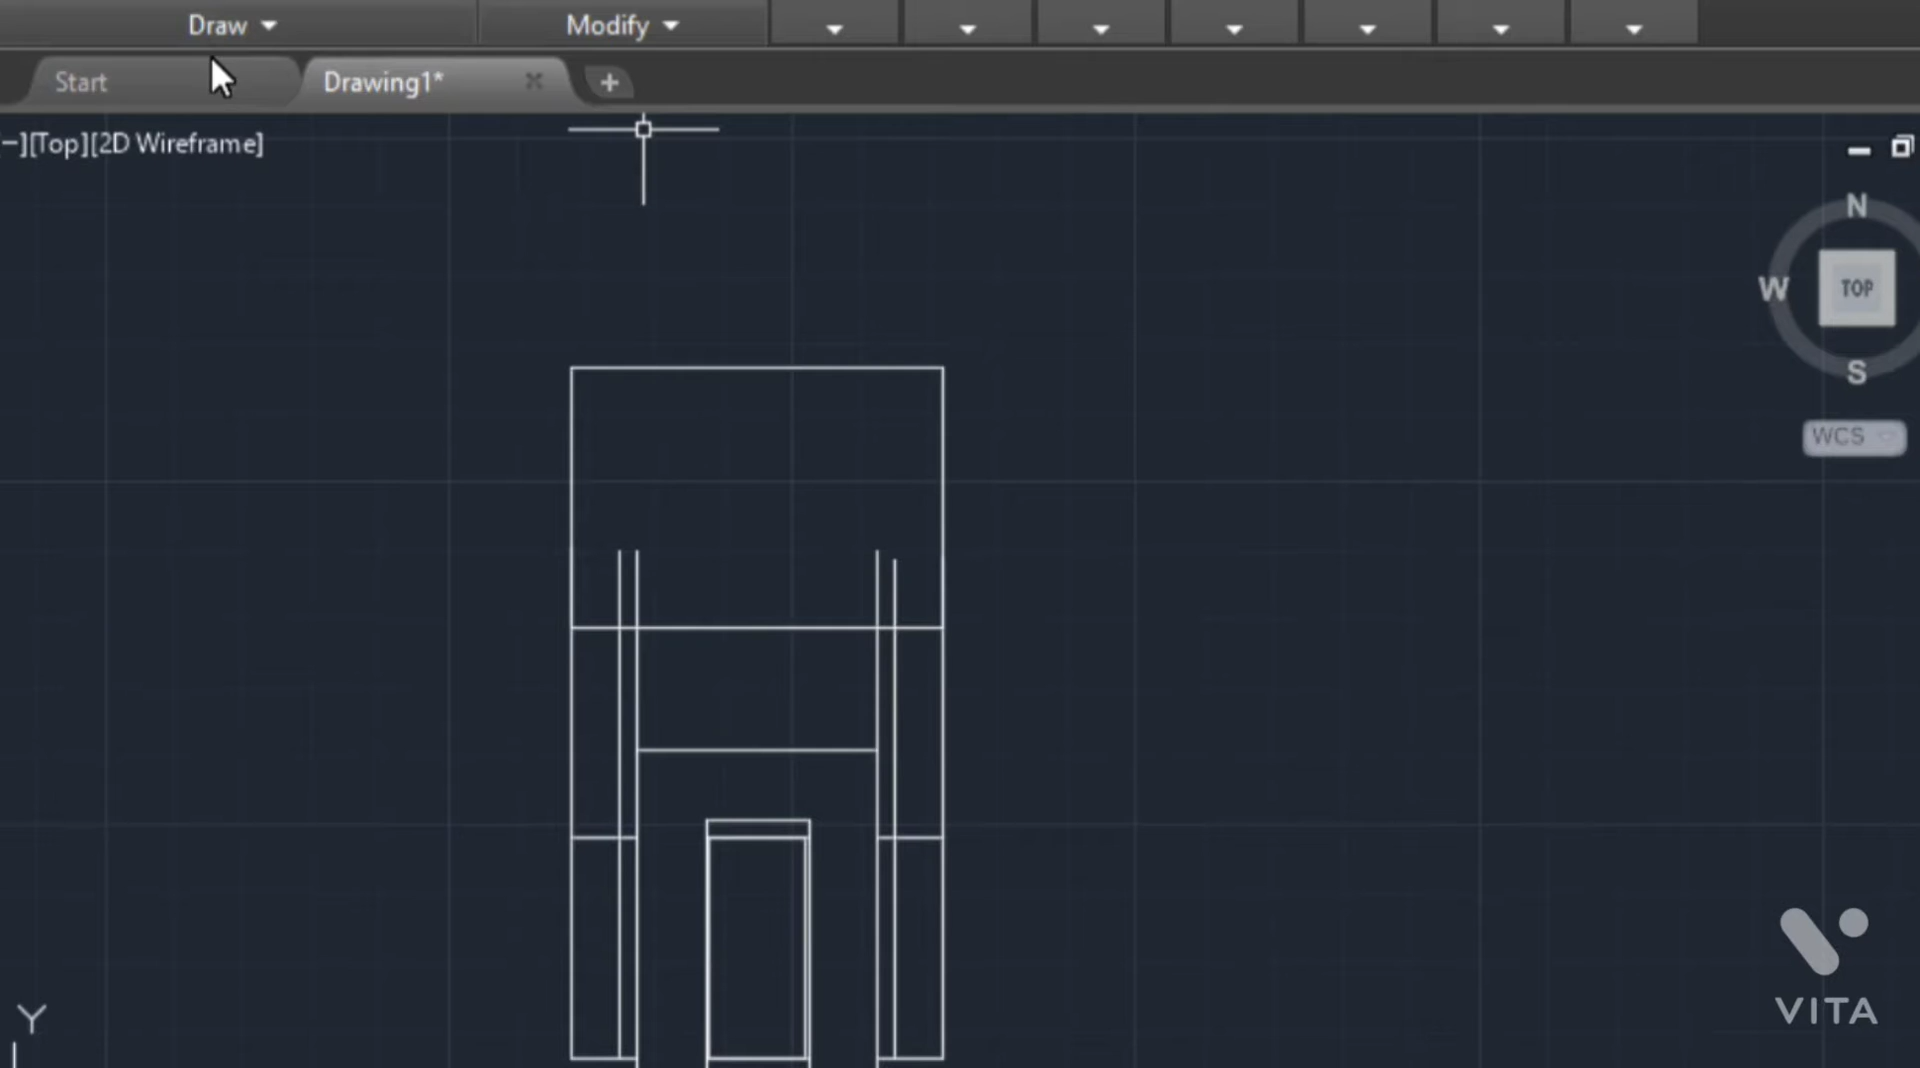 Draw Modify
Start Drawing1* +
−][Top][2D Wireframe]
N
W TOP
S
WCS
VITA
Y